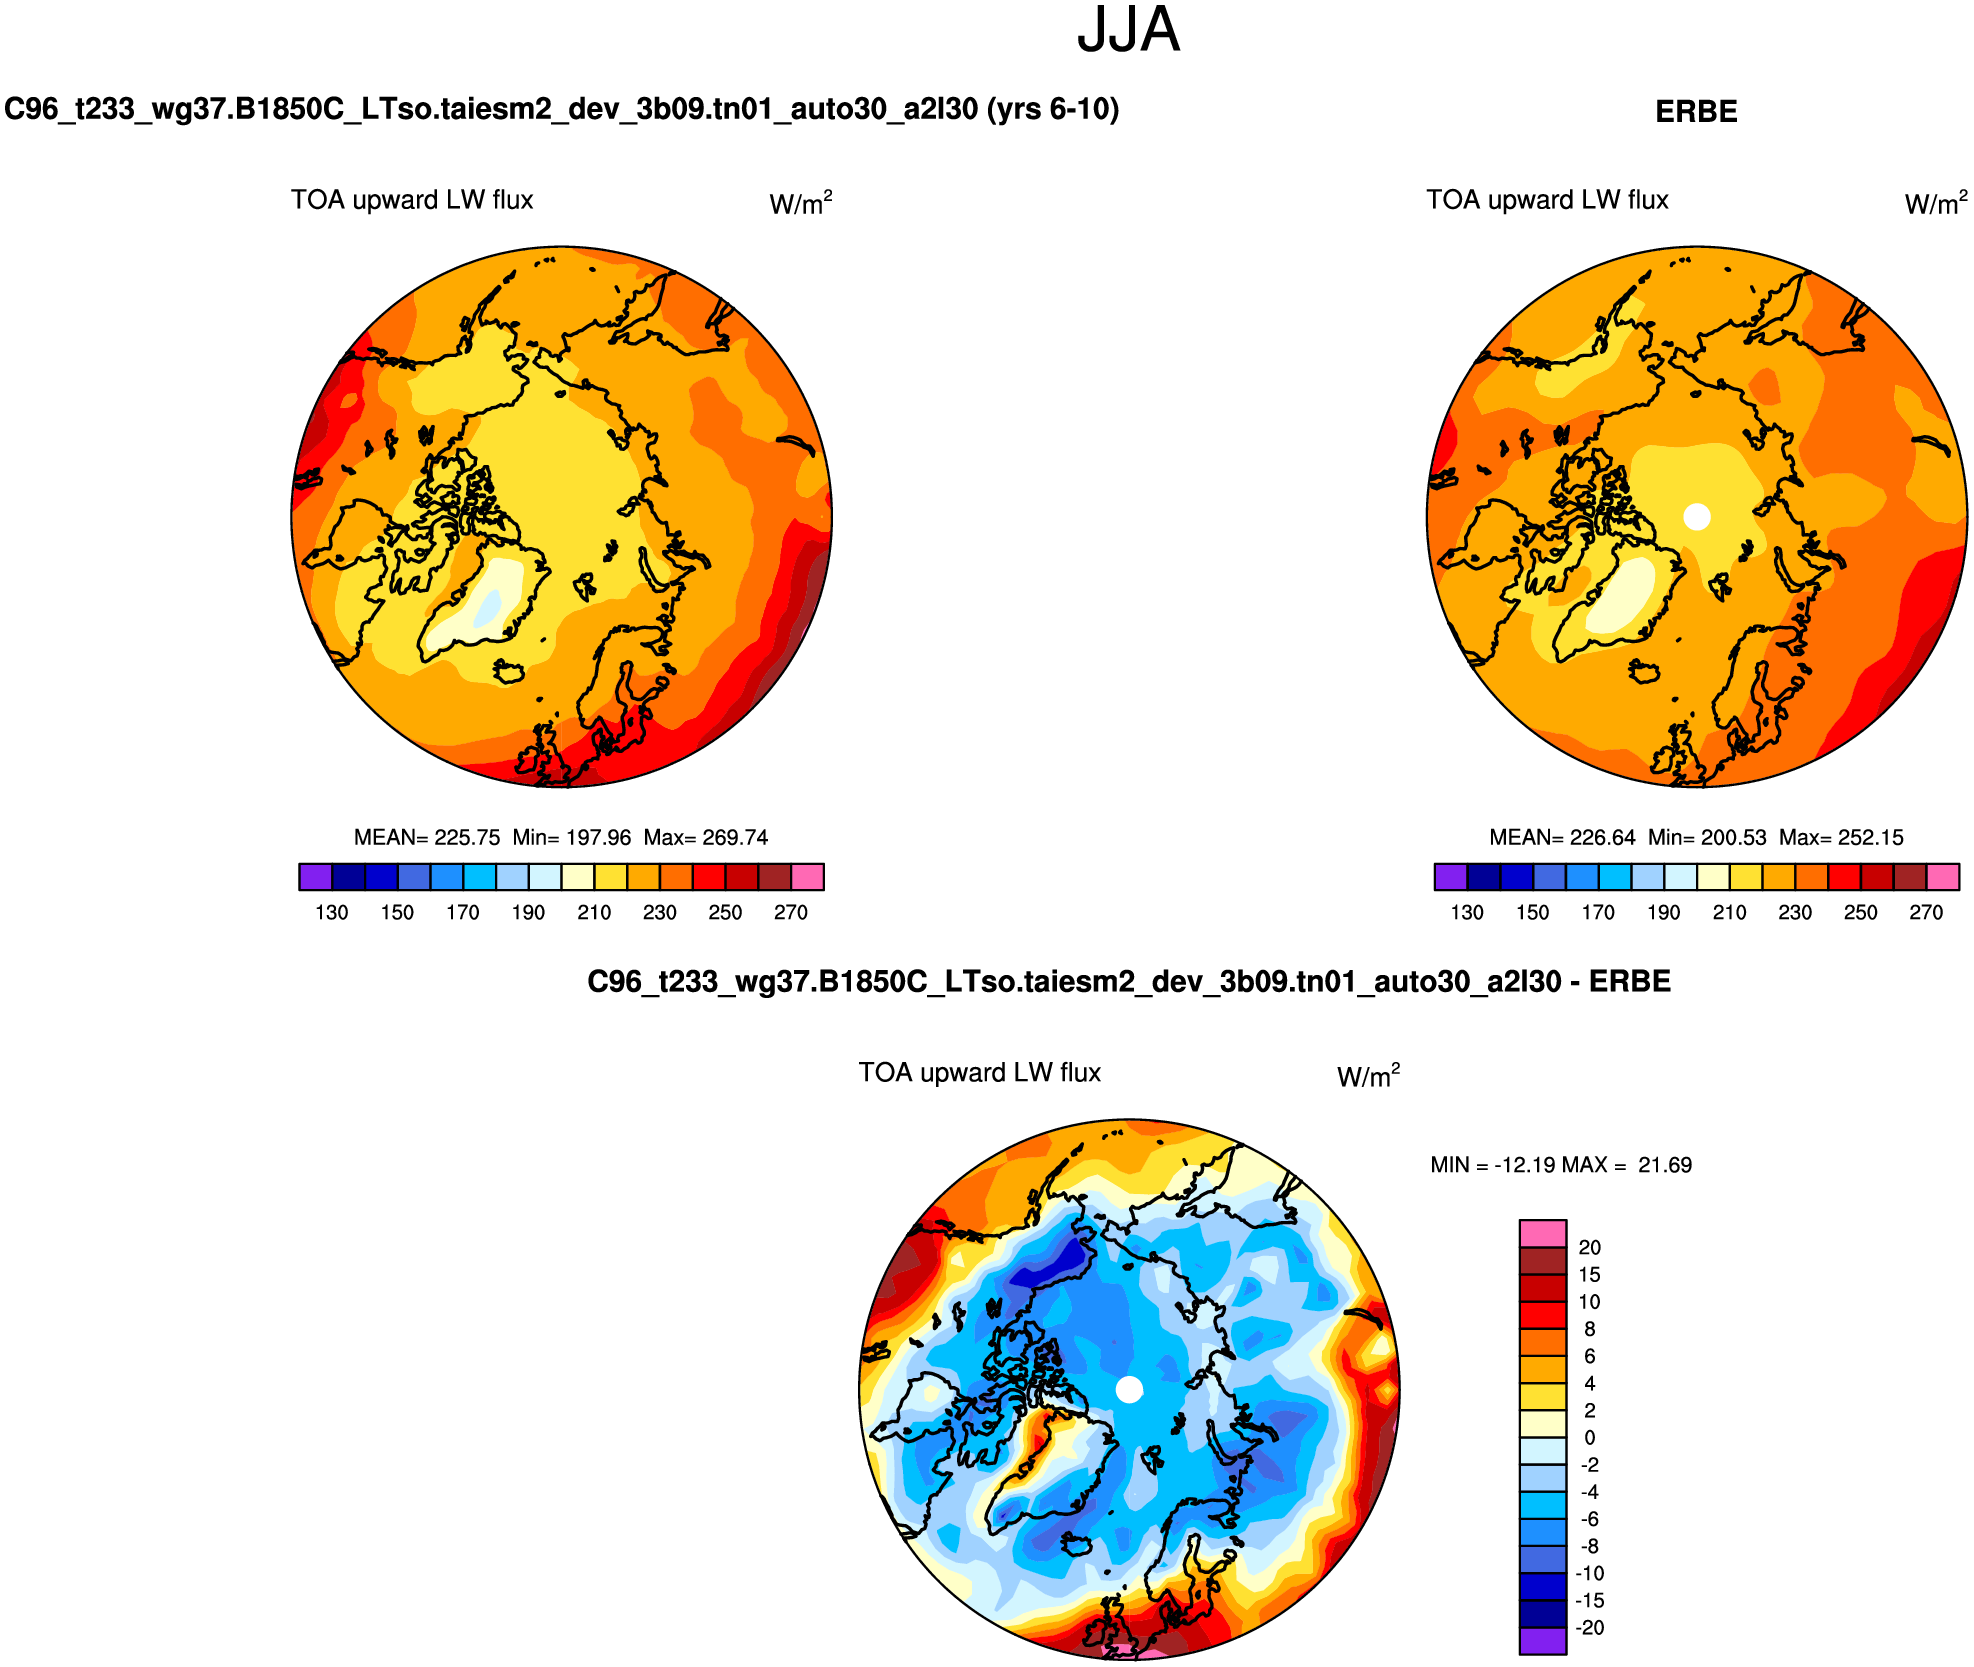 JJA
C96_t233_wg37.B1850C_LTso.taiesm2_dev_3b09.tn01_auto30_a2l30 (yrs 6-10)
ERBE
TOA upward LW flux
W/m²
TOA upward LW flux
W/m²
MEAN= 225.75 Min= 197.96 Max= 269.74
130 150 170 190 210 230 250 270
MEAN= 226.64 Min= 200.53 Max= 252.15
130 150 170 190 210 230 250 270
C96_t233_wg37.B1850C_LTso.taiesm2_dev_3b09.tn01_auto30_a2l30 - ERBE
TOA upward LW flux
W/m²
MIN = -12.19 MAX = 21.69
20
15
10
8
6
4
2
0
-2
-4
-6
-8
-10
-15
-20